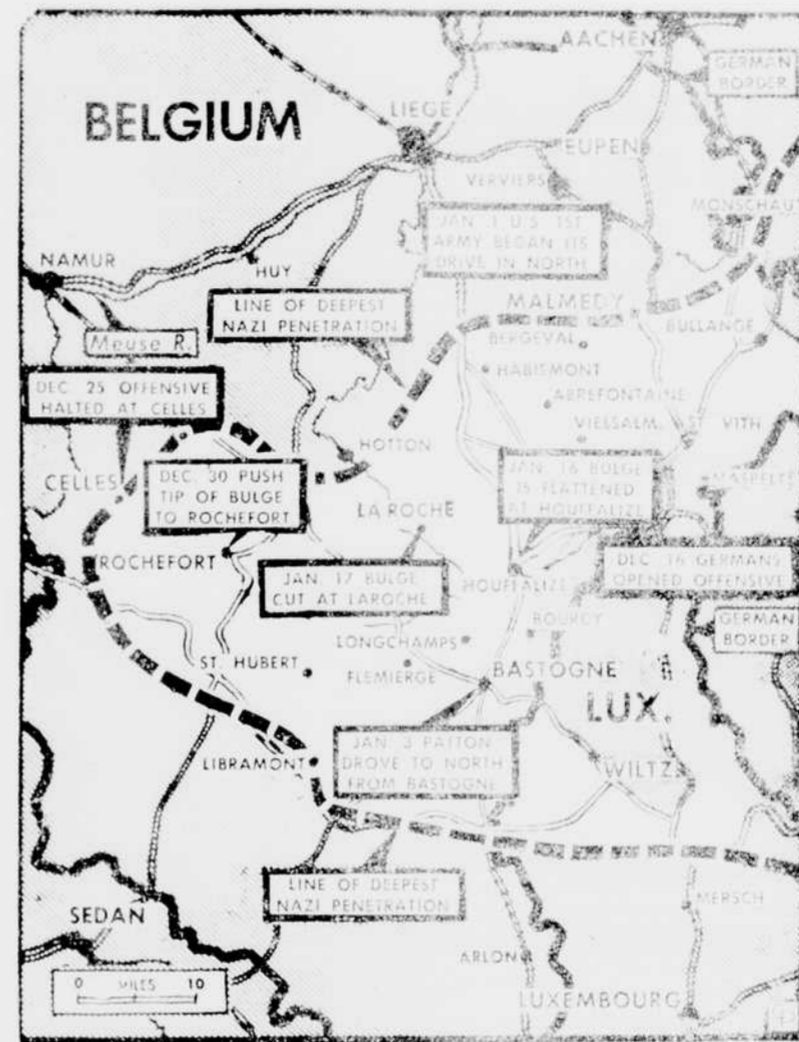 AACHEN
GERMAN
BORDER
BELGIUM
LIEGE
EUPEN
VERVIERS
MONSCHAU
JAN. 3 U.S. 1ST
ARMY BEGAN ITS
DRIVE IN NORTH
NAMUR
HUY
LINE OF DEEPEST
NAZI PENETRATION
MALMEDY
BULLANGE
BERGEVAL
Meuse R.
HABIEMONT
DEC. 25 OFFENSIVE
HALTED AT CELLES
ABREFONTAINE
VIELSALM
ST. VITH
HOTTON
CELLES
DEC. 30 PUSH
TIP OF BULGE
TO ROCHEFORT
JAN. 16 BULGE
IS FLATTENED
AT HOUFFALIZE
MASPELTS
LA ROCHE
ROCHEFORT
JAN. 17 BULGE
CUT AT LAROCHE
HOUFFALIZE
DEC. 16 GERMANS
OPENED OFFENSIVE
GERMAN
BORDER
BOURCY
LONGCHAMPS
ST. HUBERT
FLEMIERGE
BASTOGNE
LUX.
JAN. 3 PATTON
DROVE TO NORTH
FROM BASTOGNE
LIBRAMONT
WILTZ
LINE OF DEEPEST
NAZI PENETRATION
MERSCH
SEDAN
ARLON
0 MILES 10
LUXEMBOURG